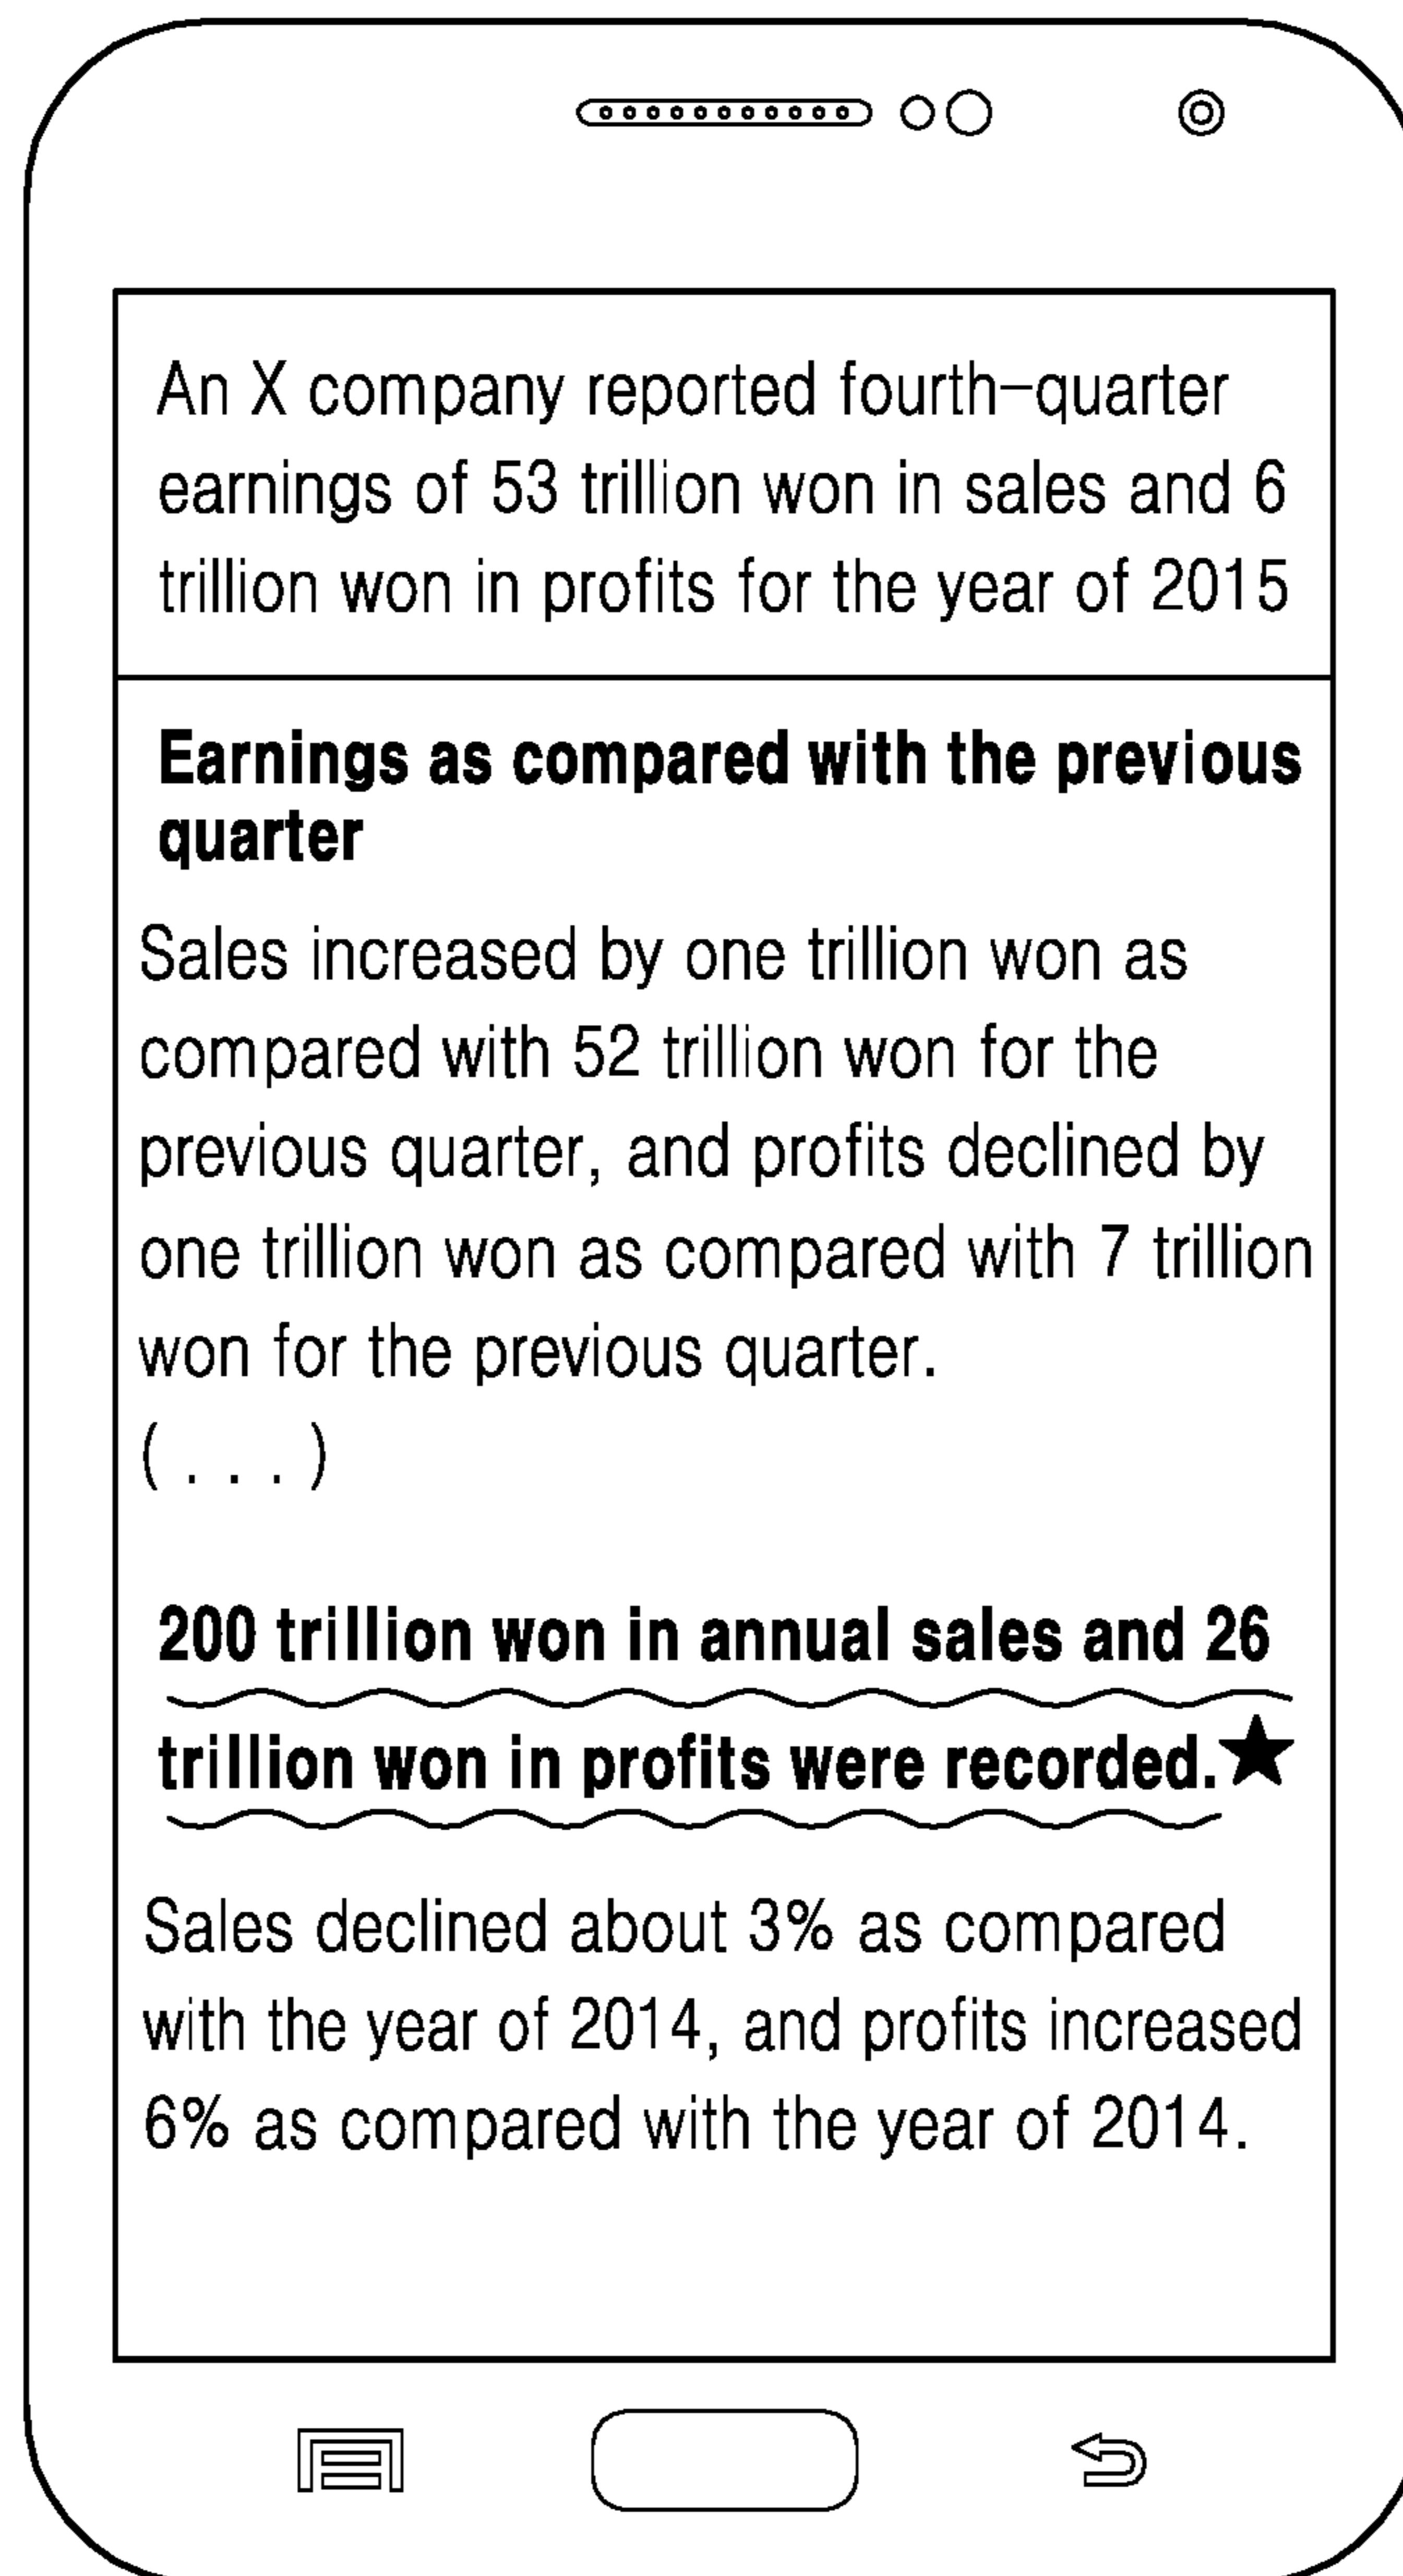 An X company reported fourth-quarter
earnings of 53 trillion won in sales and 6
trillion won in profits for the year of 2015
Earnings as compared with the previous
quarter
Sales increased by one trillion won as
compared with 52 trillion won for the
previous quarter, and profits declined by
one trillion won as compared with 7 trillion
won for the previous quarter.
(...)
200 trillion won in annual sales and 26
trillion won in profits were recorded.★
Sales declined about 3% as compared
with the year of 2014, and profits increased
6% as compared with the year of 2014.